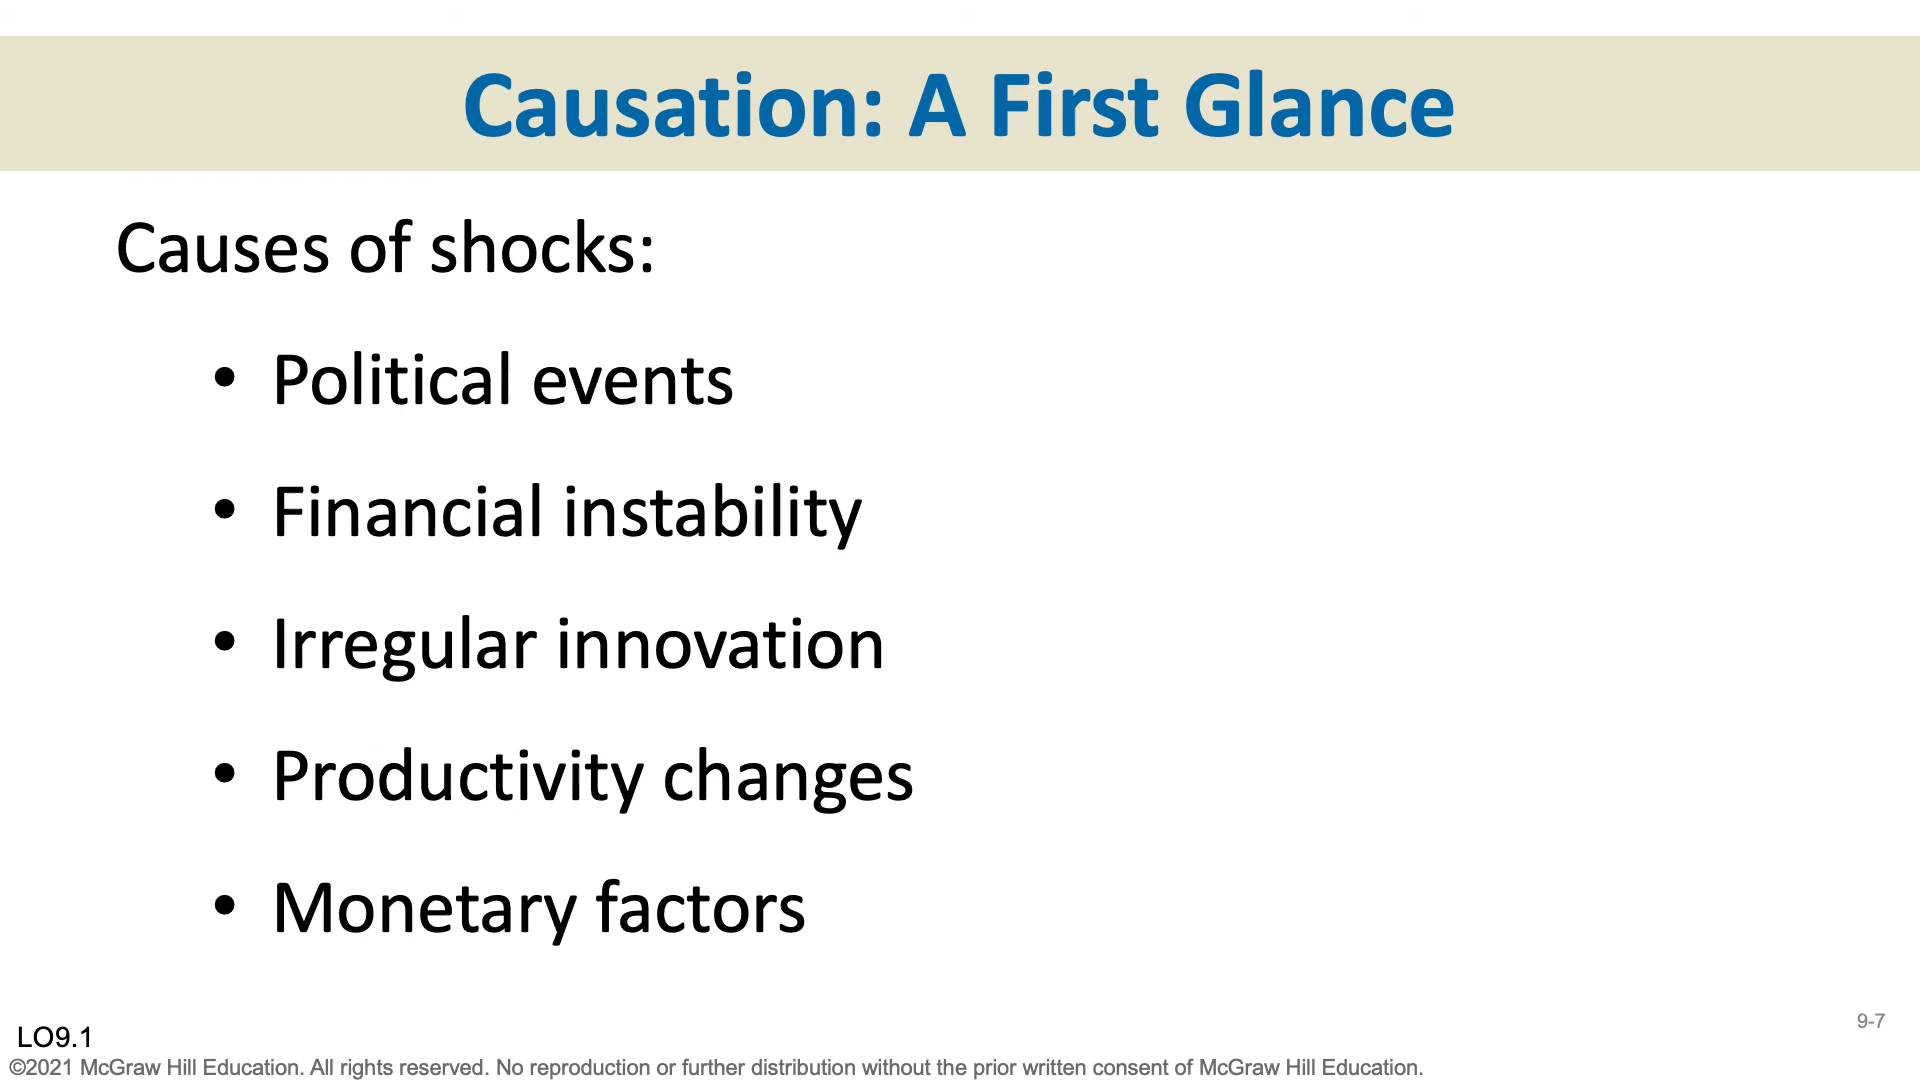 Causation: A First Glance
Causes of shocks:
• Political events
• Financial instability
• Irregular innovation
• Productivity changes
• Monetary factors
9-7
LO9.1
©2021 McGraw Hill Education. All rights reserved. No reproduction or further distribution without the prior written consent of McGraw Hill Education.